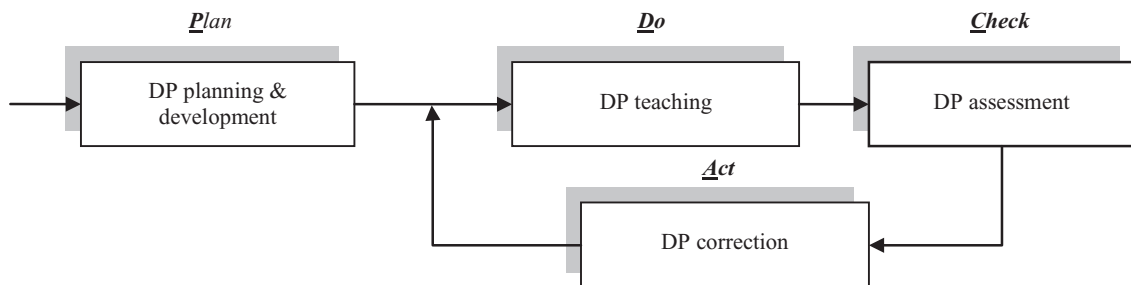 Plan
Do
Check
DP planning &
development
DP teaching
DP assessment
Act
DP correction